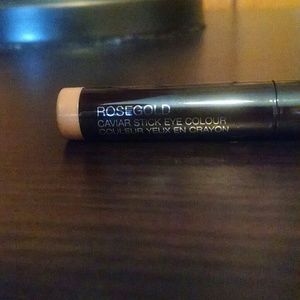 ROSEGOLD
CAVIAR STICK EYE COLOUR
COULEUR YEUX EN CRAYON